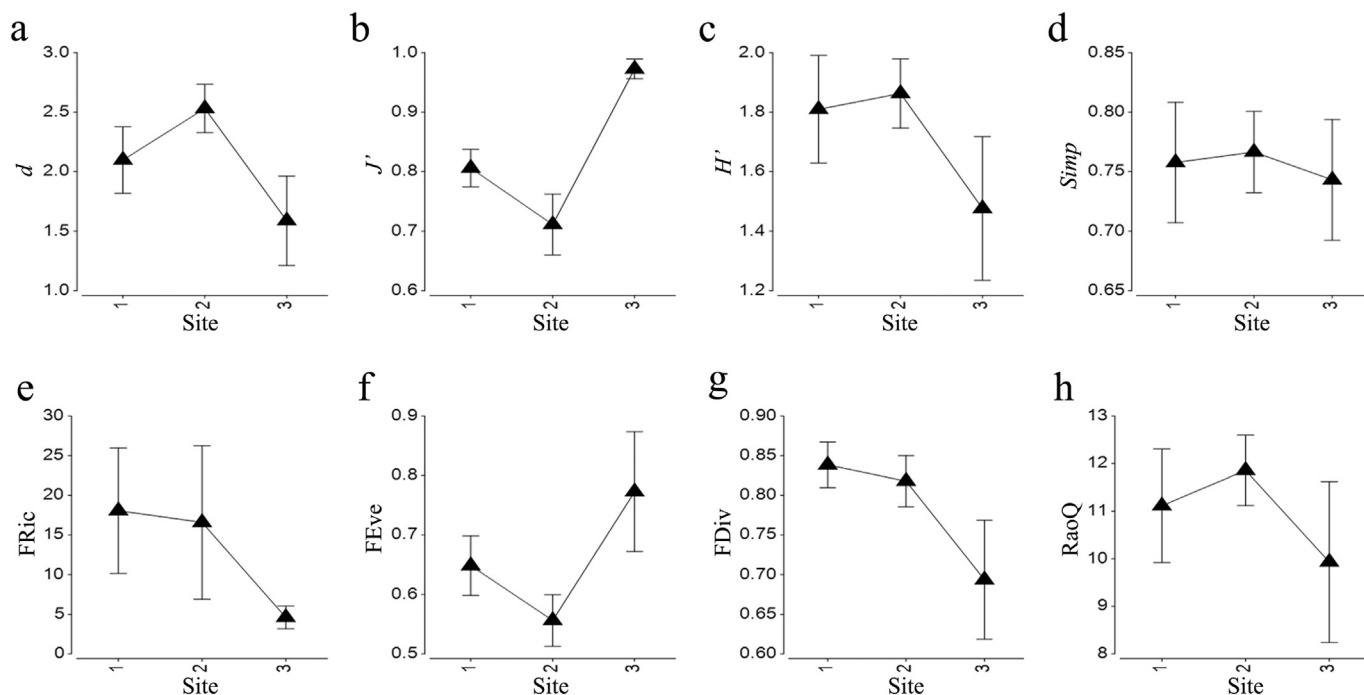 a
3.0
2.5
2.0
1.5
1.0
d
1
2
3
Site
b
1.0
0.9
0.8
0.7
0.6
J’
1
2
3
Site
c
2.0
1.8
1.6
1.4
1.2
H’
1
2
3
Site
d
0.85
0.80
0.75
0.70
0.65
Simp
1
2
3
Site
e
30
25
20
15
10
5
0
FRic
1
2
3
Site
f
0.9
0.8
0.7
0.6
0.5
FEve
1
2
3
Site
g
0.90
0.85
0.80
0.75
0.70
0.65
0.60
FDiv
1
2
3
Site
h
13
12
11
10
9
8
RaoQ
1
2
3
Site